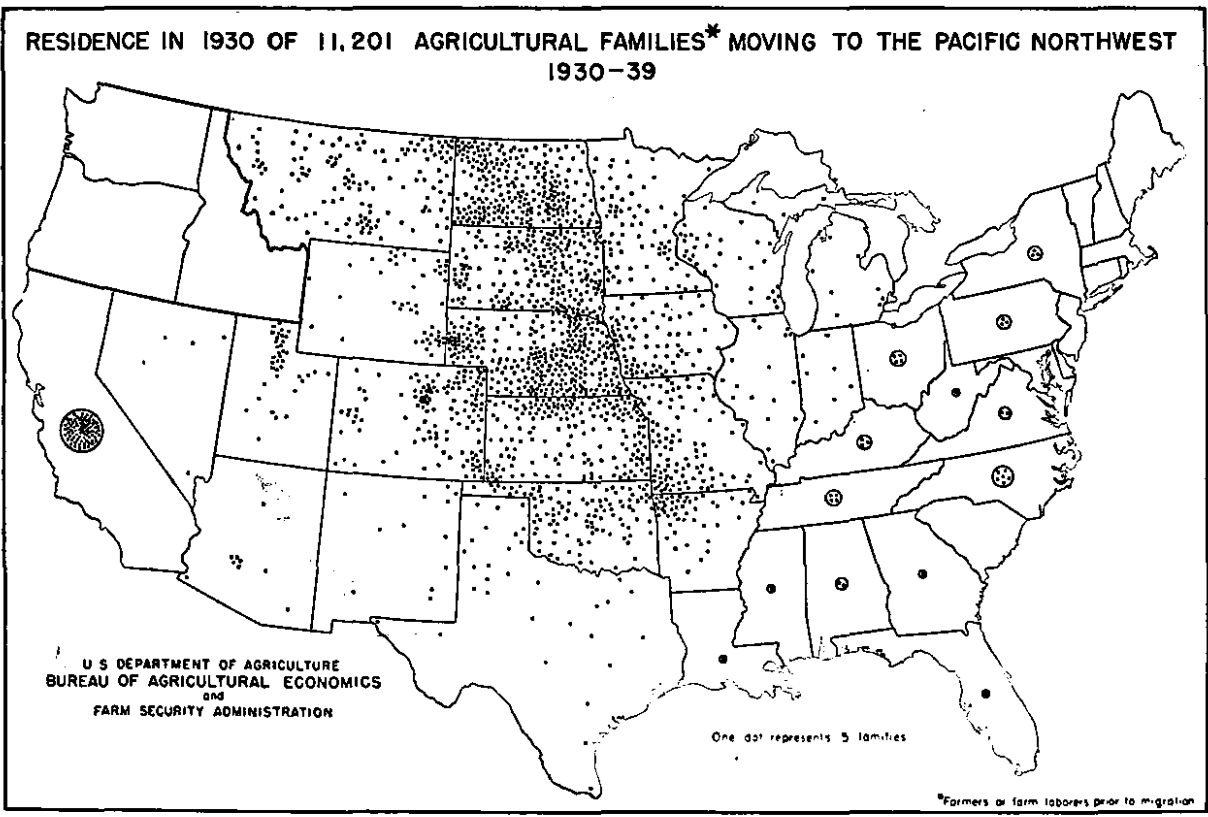 RESIDENCE IN 1930 OF 11,201 AGRICULTURAL FAMILIES* MOVING TO THE PACIFIC NORTHWEST
1930-39
U S DEPARTMENT OF AGRICULTURE
BUREAU OF AGRICULTURAL ECONOMICS
and
FARM SECURITY ADMINISTRATION
One dot represents 5 families
*Farmers or farm laborers prior to migration